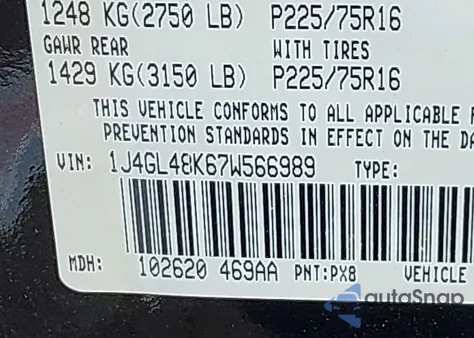 1248 KG(2750 LB) P225/75R16
GAWR REAR WITH TIRES
1429 KG(3150 LB) P225/75R16
THIS VEHICLE CONFORMS TO ALL APPLICABLE F
PREVENTION STANDARDS IN EFFECT ON THE DA
VIN: 1J4GL48K67W566989 TYPE:
MDH: 102620 469AA PNT:PX8 VEHICLE
autoSnap